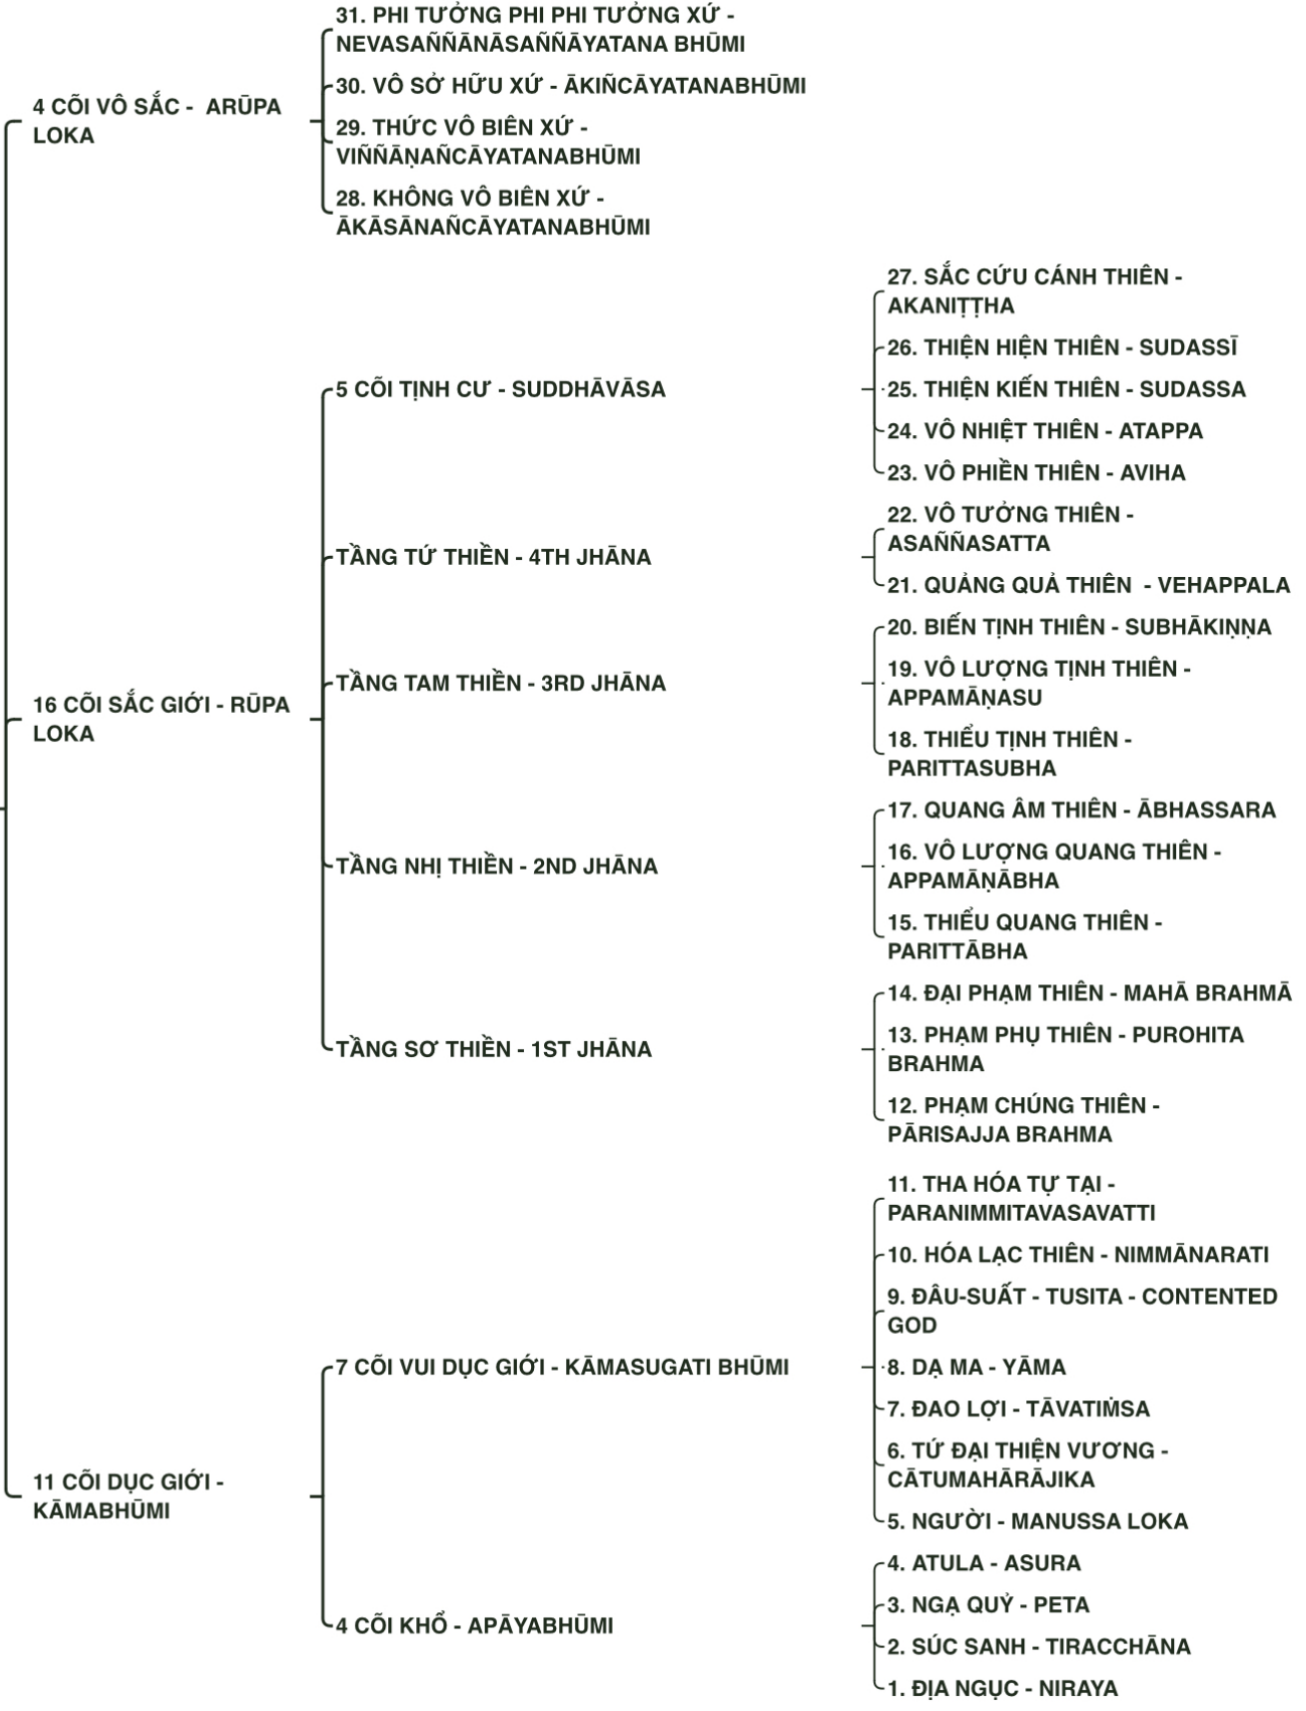 31. PHI TƯỞNG PHI PHI TƯỞNG XỨ -
NEVASAÑÑĀNĀSAÑÑĀYATANA BHŪMI
30. VÔ SỞ HỮU XỨ - ĀKIÑCĀYATANABHŪMI
4 CÕI VÔ SẮC - ARŪPA
LOKA
29. THỨC VÔ BIÊN XỨ -
VIÑÑĀṆAÑCĀYATANABHŪMI
28. KHÔNG VÔ BIÊN XỨ -
ĀKĀSĀNAÑCĀYATANABHŪMI
16 CÕI SẮC GIỚI - RŪPA
LOKA
5 CÕI TỊNH CƯ - SUDDHĀVĀSA
27. SẮC CỨU CÁNH THIÊN -
AKANIṬṬHA
26. THIỆN HIỆN THIÊN - SUDASSĪ
25. THIỆN KIẾN THIÊN - SUDASSA
24. VÔ NHIỆT THIÊN - ATAPPA
23. VÔ PHIỀN THIÊN - AVIHA
TẦNG TỨ THIỀN - 4TH JHĀNA
22. VÔ TƯỞNG THIÊN -
ASAÑÑASATTA
21. QUẢNG QUẢ THIÊN - VEHAPPALA
TẦNG TAM THIỀN - 3RD JHĀNA
20. BIẾN TỊNH THIÊN - SUBHĀKIṆṆA
19. VÔ LƯỢNG TỊNH THIÊN -
APPAMĀṆASU
18. THIỂU TỊNH THIÊN -
PARITTASUBHA
TẦNG NHỊ THIỀN - 2ND JHĀNA
17. QUANG ÂM THIÊN - ĀBHASSARA
16. VÔ LƯỢNG QUANG THIÊN -
APPAMĀṆĀBHA
15. THIỂU QUANG THIÊN -
PARITTĀBHA
TẦNG SƠ THIỀN - 1ST JHĀNA
14. ĐẠI PHẠM THIÊN - MAHĀ BRAHMĀ
13. PHẠM PHỤ THIÊN - PUROHITA
BRAHMA
12. PHẠM CHÚNG THIÊN -
PĀRISAJJA BRAHMA
11 CÕI DỤC GIỚI -
KĀMABHŪMI
7 CÕI VUI DỤC GIỚI - KĀMASUGATI BHŪMI
11. THA HÓA TỰ TẠI -
PARANIMMITAVASAVATTI
10. HÓA LẠC THIÊN - NIMMĀNARATI
9. ĐÂU-SUẤT - TUSITA - CONTENTED
GOD
8. DẠ MA - YĀMA
7. ĐAO LỢI - TĀVATIṀSA
6. TỨ ĐẠI THIỆN VƯƠNG -
CĀTUMAHĀRĀJIKA
5. NGƯỜI - MANUSSA LOKA
4 CÕI KHỔ - APĀYABHŪMI
4. ATULA - ASURA
3. NGẠ QUỶ - PETA
2. SÚC SANH - TIRACCHĀNA
1. ĐỊA NGỤC - NIRAYA